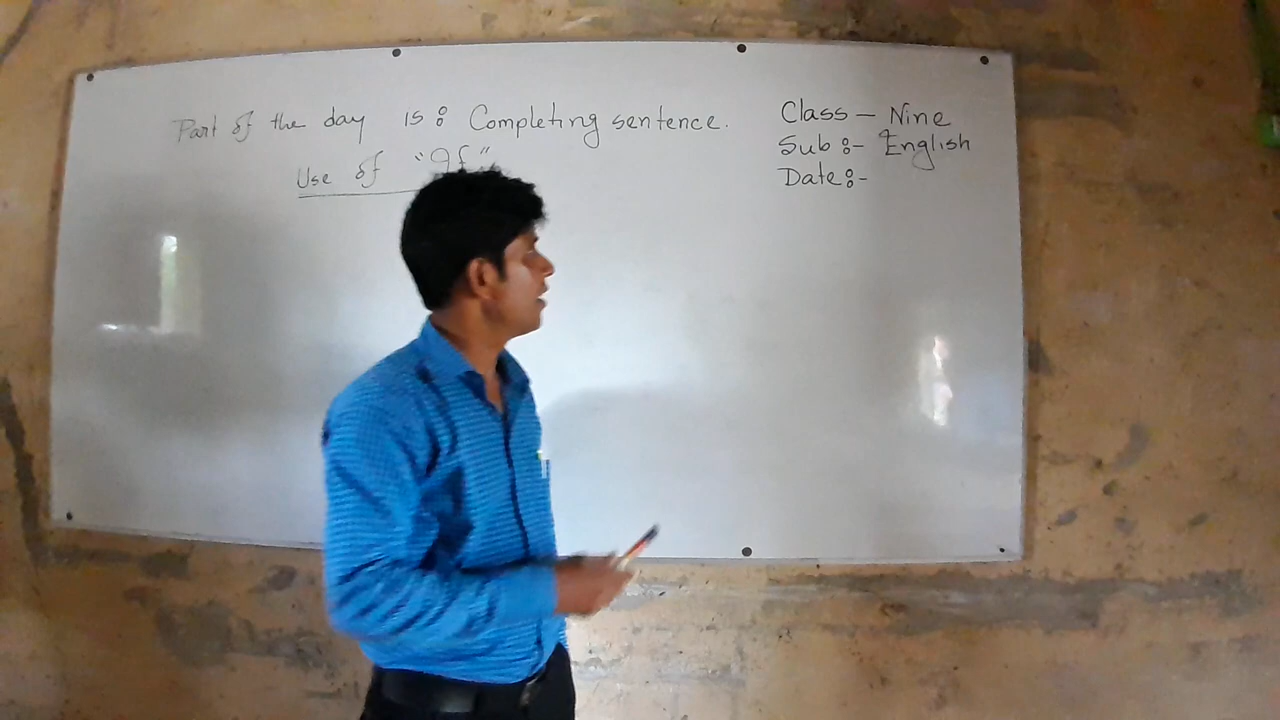 Part of the day is : Completing sentence.
Use of "If"
Class - Nine
Sub :- English
Date :-